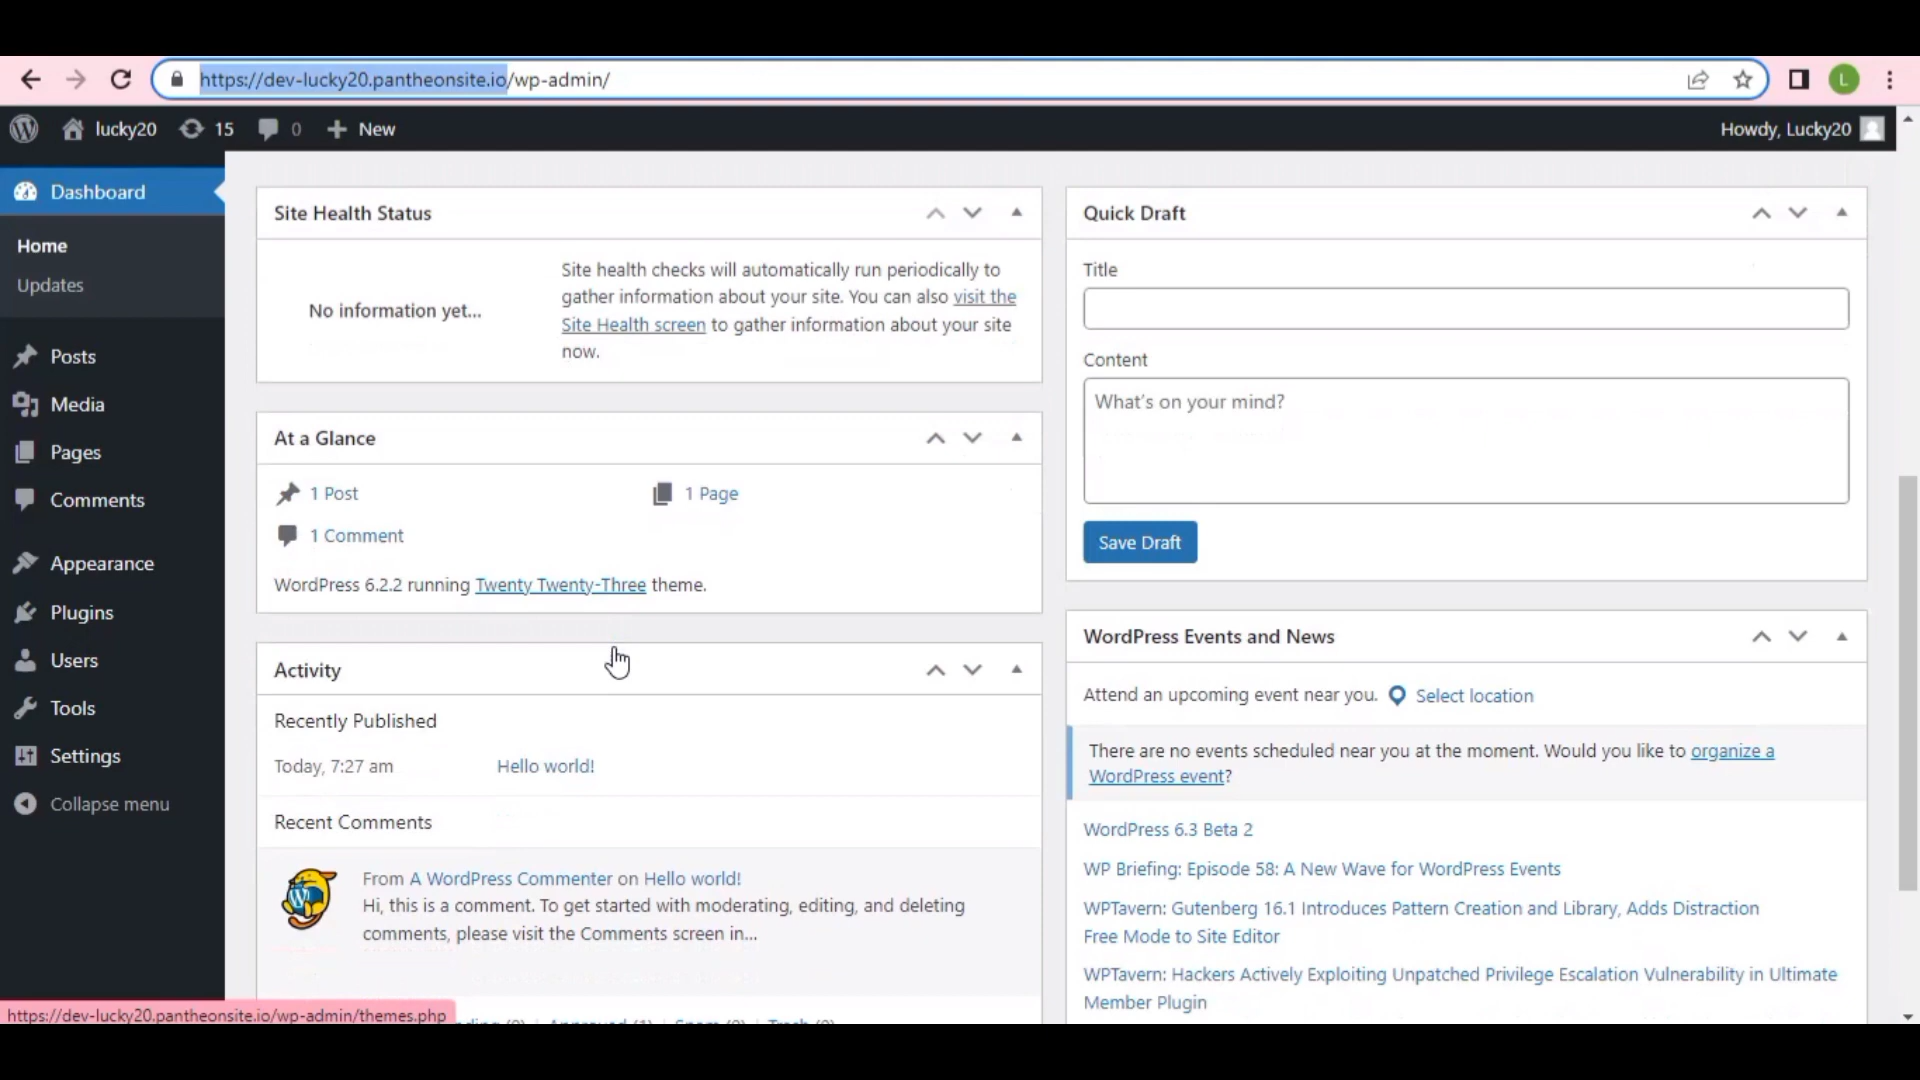 https://dev-lucky20.pantheonsite.io/wp-admin/
L
lucky20
15
0
New
Howdy, Lucky20
Dashboard
Home
Updates
Posts
Media
Pages
Comments
Appearance
Plugins
Users
Tools
Settings
Collapse menu
Site Health Status
No information yet...
Site health checks will automatically run periodically to
gather information about your site. You can also visit the
Site Health screen to gather information about your site
now.
At a Glance
1 Post
1 Page
1 Comment
WordPress 6.2.2 running Twenty Twenty-Three theme.
Activity
Recently Published
Today, 7:27 am
Hello world!
Recent Comments
From A WordPress Commenter on Hello world!
Hi, this is a comment. To get started with moderating, editing, and deleting
comments, please visit the Comments screen in...
Quick Draft
Title
Content
What's on your mind?
Save Draft
WordPress Events and News
Attend an upcoming event near you.
Select location
There are no events scheduled near you at the moment. Would you like to organize a
WordPress event?
WordPress 6.3 Beta 2
WP Briefing: Episode 58: A New Wave for WordPress Events
WPTavern: Gutenberg 16.1 Introduces Pattern Creation and Library, Adds Distraction
Free Mode to Site Editor
WPTavern: Hackers Actively Exploiting Unpatched Privilege Escalation Vulnerability in Ultimate
Member Plugin
https://dev-lucky20.pantheonsite.io/wp-admin/themes.php